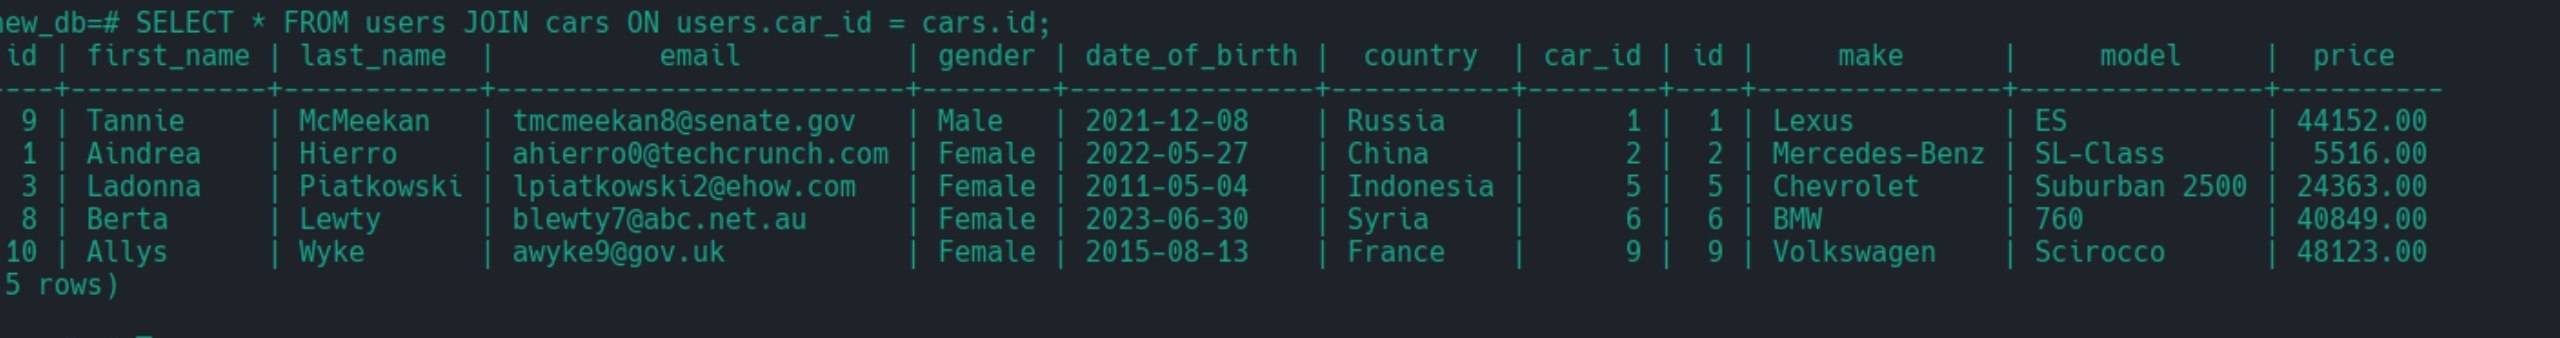 new_db=# SELECT * FROM users JOIN cars ON users.car_id = cars.id;
id | first_name | last_name  |          email          | gender | date_of_birth |  country  | car_id | id |     make      |     model     |  price
----+------------+------------+-------------------------+--------+---------------+-----------+--------+----+---------------+---------------+----------
9 | Tannie     | McMeekan   | tmcmeekan8@senate.gov   | Male   | 2021-12-08    | Russia    |      1 |  1 | Lexus         | ES            | 44152.00
1 | Aindrea    | Hierro     | ahierro0@techcrunch.com | Female | 2022-05-27    | China     |      2 |  2 | Mercedes-Benz | SL-Class      |  5516.00
3 | Ladonna    | Piatkowski | lpiatkowski2@ehow.com   | Female | 2011-05-04    | Indonesia |      5 |  5 | Chevrolet     | Suburban 2500 | 24363.00
8 | Berta      | Lewty      | blewty7@abc.net.au      | Female | 2023-06-30    | Syria     |      6 |  6 | BMW           | 760           | 40849.00
10 | Allys      | Wyke       | awyke9@gov.uk           | Female | 2015-08-13    | France    |      9 |  9 | Volkswagen    | Scirocco      | 48123.00
5 rows)